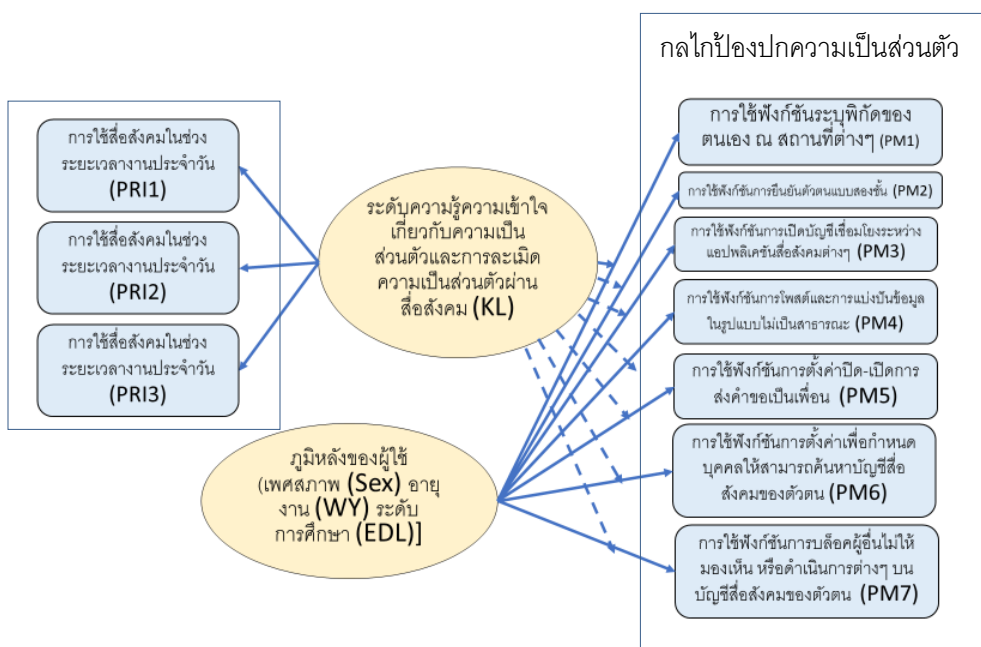 กลไกป้องปกความเป็นส่วนตัว
การใช้สื่อสังคมในช่วง
ระยะเวลางานประจำวัน
(PRI1)
การใช้สื่อสังคมในช่วง
ระยะเวลางานประจำวัน
(PRI2)
การใช้สื่อสังคมในช่วง
ระยะเวลางานประจำวัน
(PRI3)
ระดับความรู้ความเข้าใจ
เกี่ยวกับความเป็น
ส่วนตัวและการละเมิด
ความเป็นส่วนตัวผ่าน
สื่อสังคม (KL)
ภูมิหลังของผู้ใช้
(เพศสภาพ (Sex) อายุ
งาน (WY) ระดับ
การศึกษา (EDL)]
การใช้ฟังก์ชันระบุพิกัดของ
ตนเอง ณ สถานที่ต่างๆ (PM1)
การใช้ฟังก์ชันการยืนยันตัวตนแบบสองชั้น (PM2)
การใช้ฟังก์ชันการเปิดบัญชีเชื่อมโยงระหว่าง
แอปพลิเคชันสื่อสังคมต่างๆ (PM3)
การใช้ฟังก์ชันการโพสต์และการแบ่งปันข้อมูล
ในรูปแบบไม่เป็นสาธารณะ (PM4)
การใช้ฟังก์ชันการตั้งค่าปิด-เปิดการ
ส่งคำขอเป็นเพื่อน (PM5)
การใช้ฟังก์ชันการตั้งค่าเพื่อกำหนด
บุคคลให้สามารถค้นหาบัญชีสื่อ
สังคมของตัวตน (PM6)
การใช้ฟังก์ชันการบล็อคผู้อื่นไม่ให้
มองเห็น หรือดำเนินการต่างๆ บน
บัญชีสื่อสังคมของตัวตน (PM7)